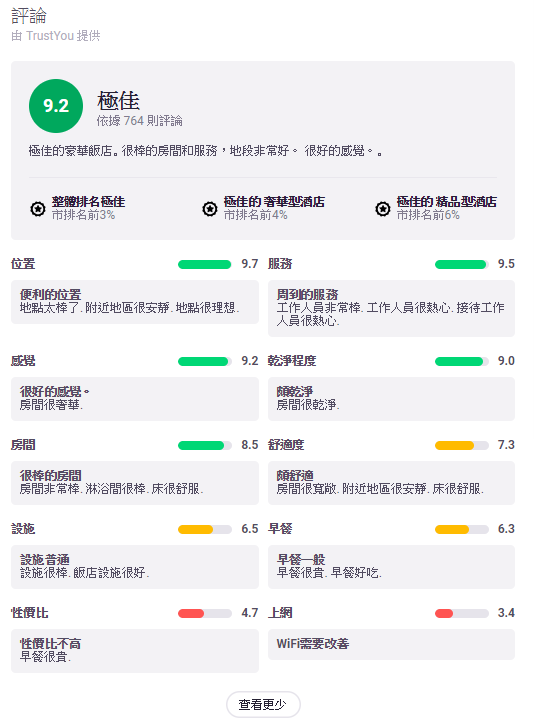 評論
由 TrustYou 提供
9.2
極佳
依據 764 則評論
極佳的豪華飯店。很棒的房間和服務，地段非常好。 很好的感覺。。
整體排名極佳
市排名前3%
極佳的 奢華型酒店
市排名前4%
極佳的 精品型酒店
市排名前6%
位置 9.7
便利的位置
地點太棒了. 附近地區很安靜. 地點很理想.
服務 9.5
周到的服務
工作人員非常棒. 工作人員很熱心. 接待工作
人員很熱心.
感覺 9.2
很好的感覺。
房間很奢華.
乾淨程度 9.0
頗乾淨
房間很乾淨.
房間 8.5
很棒的房間
房間非常棒. 淋浴間很棒. 床很舒服.
舒適度 7.3
頗舒適
房間很寬敞. 附近地區很安靜. 床很舒服.
設施 6.5
設施普通
設施很棒. 飯店設施很好.
早餐 6.3
早餐一般
早餐很貴. 早餐好吃.
性價比 4.7
性價比不高
早餐很貴.
上網 3.4
WiFi需要改善
查看更少